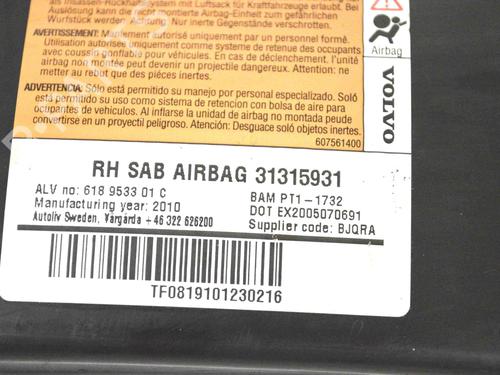 als Insassen-Rückhaltesystem mit Luftsack für Kraftfahrzeuge erlaubt. Bei
Auslösung kann die nicht montierte Airbag-Einheit zum gefährlichen
Wurfgeschoss werden. Achtung! Nur inerte Gegenstände verschrotten.
AVERTISSEMENT: Maniement autorisé uniquement par un personnel formé.
Utilisation autorisée uniquement comme systeme de retenue des occupants
avec coussin gonflable pour véhicules. En cas de déclenchement, l'unité
airbag non montée peut devenir un projectile dangereux. Attention: ne
mettre au rebut que des pièces inertes.
ADVERTENCIA: Sólo está permitido su manejo por personal especializado. Sólo
está permitido su uso como sistema de retencion con bolsa de aire para
ocupantes de vehículos. Al inflarse la unidad de airbag no montada puede
convertirse en un proyectil peligroso. Atención: Desguace solo objetos inertes.
607561400
Airbag
VOLVO
RH SAB AIRBAG 31315931
ALV no: 618 9533 01 C
BAM PT1-1732
Manufacturing year: 2010
DOT EX2005070691
Autoliv Sweden, Vårgårda +46 322 626200
Supplier code: BJQRA
TF0819101230216